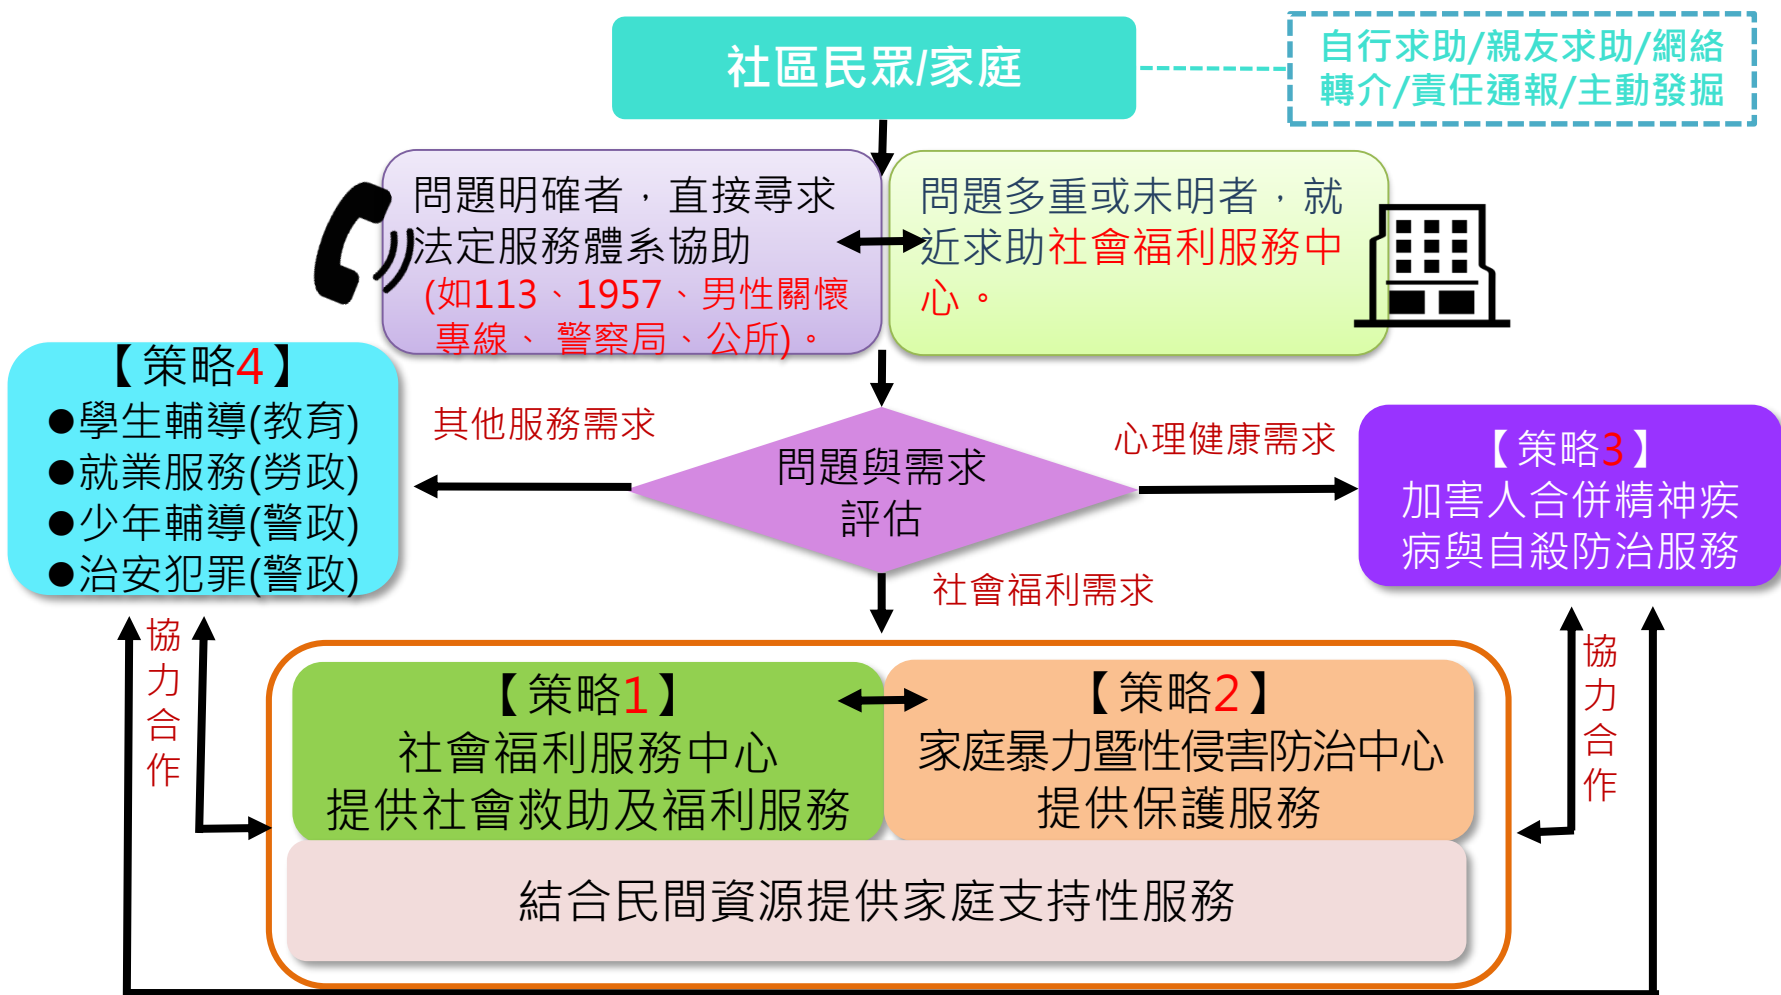 社區民眾/家庭
自行求助/親友求助/網絡
轉介/責任通報/主動發掘
問題明確者，直接尋求
法定服務體系協助
(如113、1957、男性關懷
專線、 警察局、公所)。
問題多重或未明者，就
近求助社會福利服務中
心。
【策略4】
●學生輔導(教育)
●就業服務(勞政)
●少年輔導(警政)
●治安犯罪(警政)
其他服務需求
問題與需求
評估
心理健康需求
【策略3】
加害人合併精神疾
病與自殺防治服務
社會福利需求
協
力
合
作
【策略1】
社會福利服務中心
提供社會救助及福利服務
【策略2】
家庭暴力暨性侵害防治中心
提供保護服務
協
力
合
作
結合民間資源提供家庭支持性服務